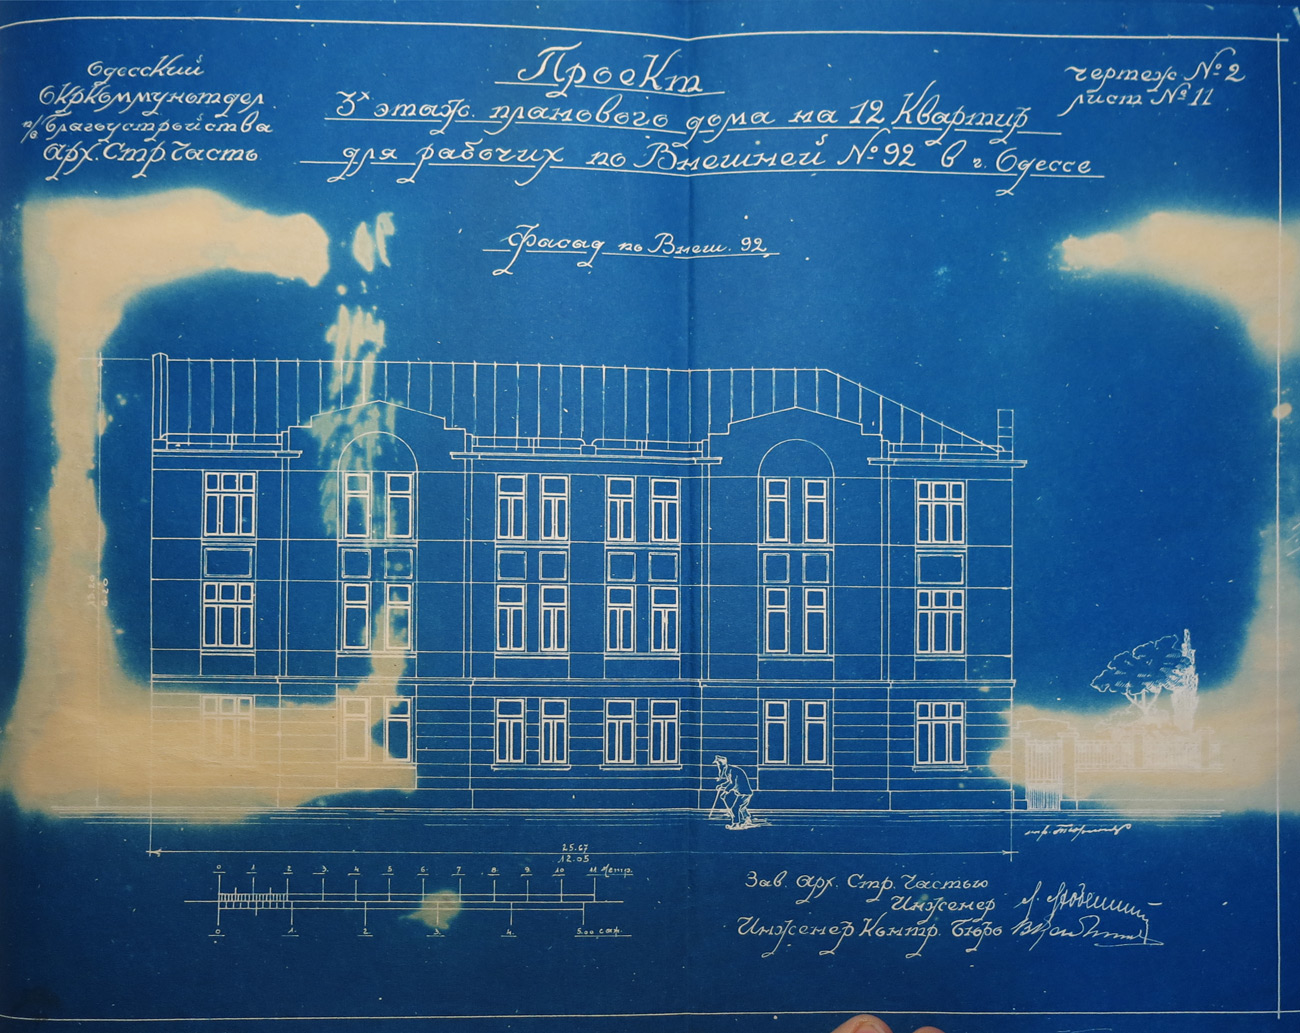 Одесский
Окркоммунотдел
п/о Благоустройства
Арх. Стр. Часть
Проект
3х этаж. планового дома на 12 Квартир
для рабочих по Внешней № 92 в г. Одессе
чертеж № 2
лист № 11
Фасад по Внеш. 92
25.67
12.05
0 1 2 3 4 5 6 7 8 9 10 11 Метр.
0 1 2 3 4 5.00 саж.
Зав. Арх. Стр. Частью
Инженер
Инженер Контр. Бюро